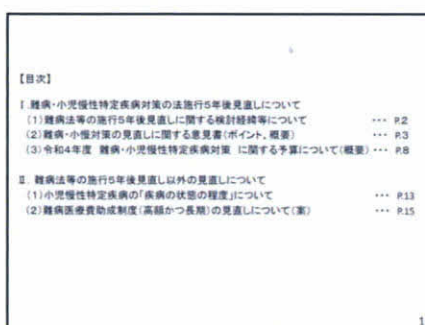 【目次】
Ⅰ.難病・小児慢性特定疾病対策の法施行5年後見直しについて
(1)難病法等の施行5年後見直しに関する検討経緯等について ・・・ P.2
(2)難病・小慢対策の見直しに関する意見書(ポイント、概要) ・・・ P.3
(3)令和4年度 難病・小児慢性特定疾病対策 に関する予算について(概要) ・・・ P.8
Ⅱ. 難病法等の施行5年後見直し以外の見直しについて
(1)小児慢性特定疾病の「疾病の状態の程度」について ・・・ P.13
(2)難病医療費助成制度(高額かつ長期)の見直しについて(案) ・・・ P.15
1